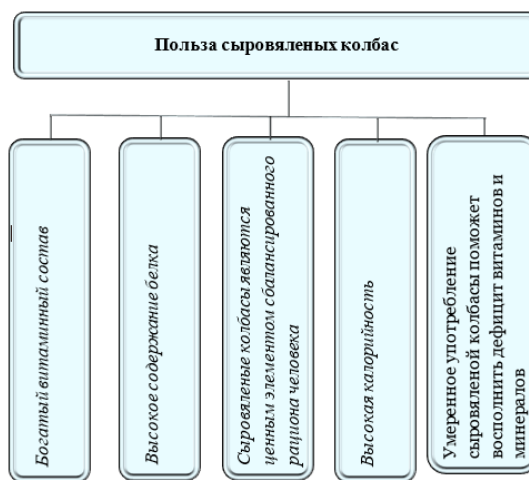 Польза сыровяленых колбас
Богатый витаминный состав
Высокое содержание белка
Сыровяленые колбасы являются
ценным элементом сбалансированного
рациона человека
Высокая калорийность
Умеренное употребление
сыровяленой колбасы поможет
восполнить дефицит витаминов и
минералов